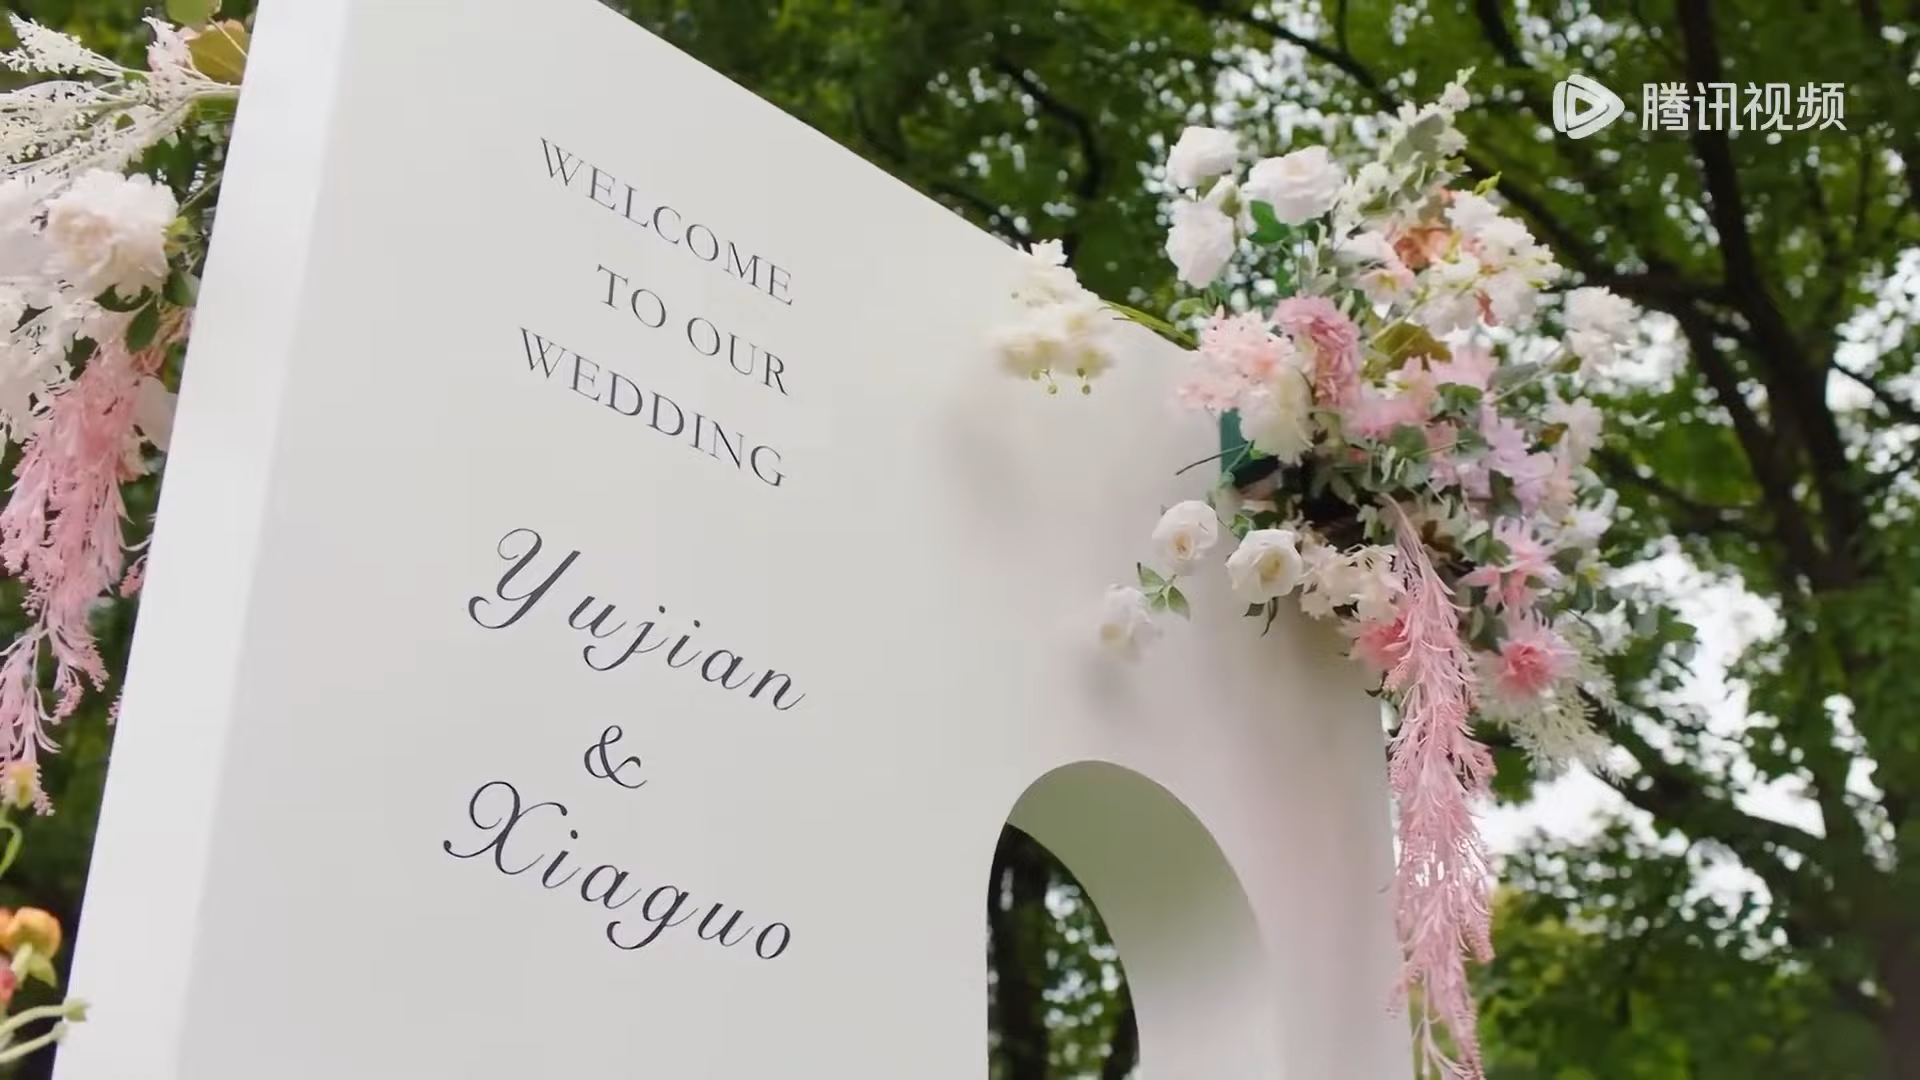 腾讯视频
WELCOME
TO OUR
WEDDING
Yujian
&
Xiaguo